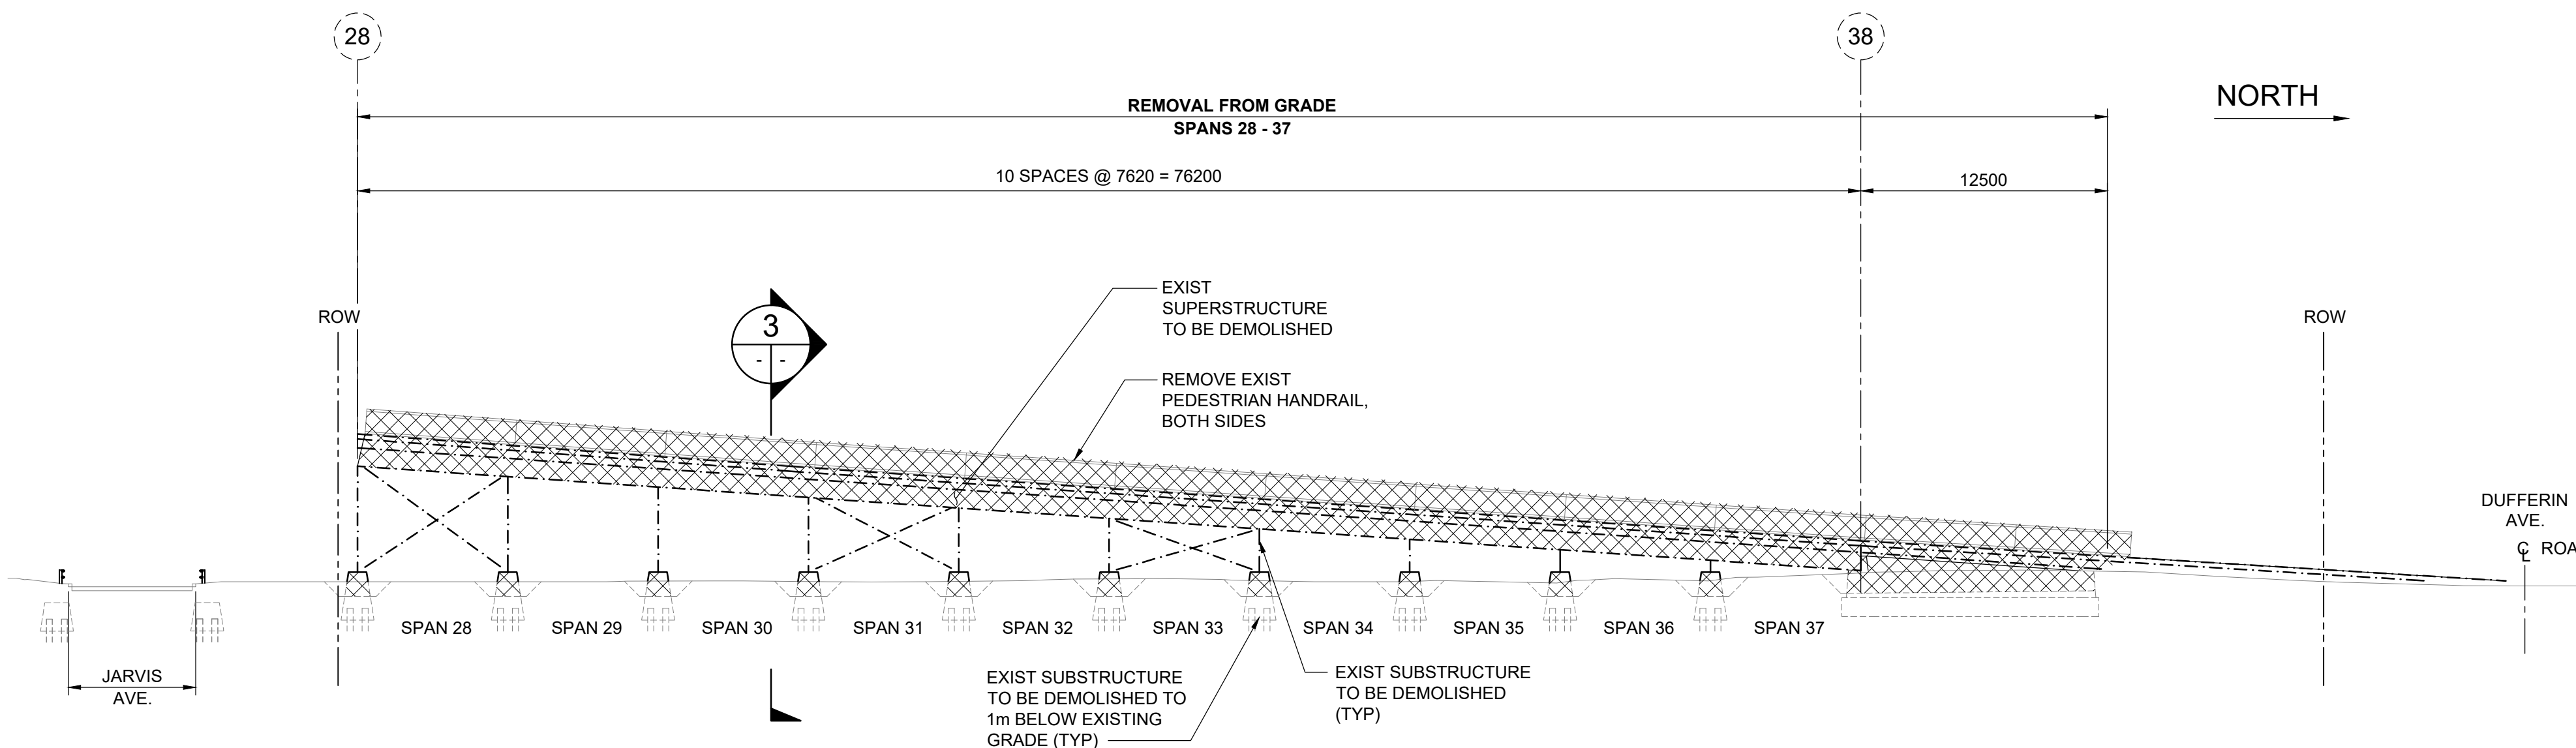 28
38
REMOVAL FROM GRADE
SPANS 28 - 37
NORTH
10 SPACES @ 7620 = 76200
12500
EXIST
SUPERSTRUCTURE
TO BE DEMOLISHED
ROW
3
- -
ROW
REMOVE EXIST
PEDESTRIAN HANDRAIL,
BOTH SIDES
DUFFERIN
AVE.
℄ ROA
SPAN 28
SPAN 29
SPAN 30
SPAN 31
SPAN 32
SPAN 33
SPAN 34
SPAN 35
SPAN 36
SPAN 37
JARVIS
AVE.
EXIST SUBSTRUCTURE
TO BE DEMOLISHED TO
1m BELOW EXISTING
GRADE (TYP)
EXIST SUBSTRUCTURE
TO BE DEMOLISHED
(TYP)